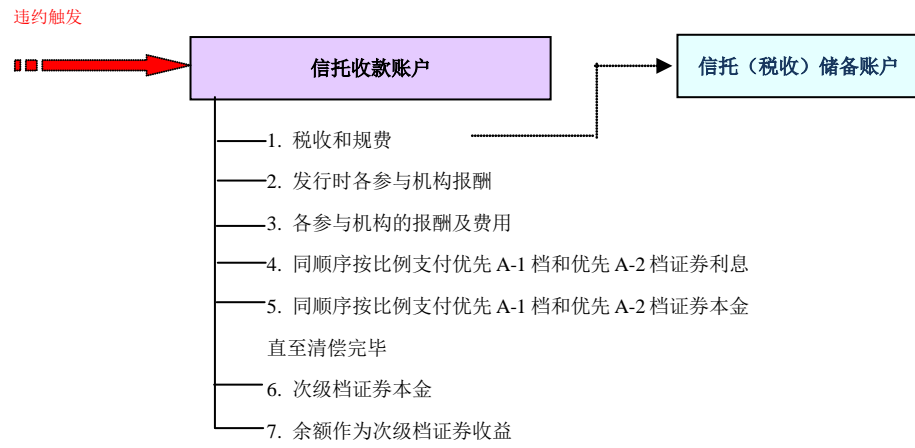 违约触发
信托收款账户
信托（税收）储备账户
1. 税收和规费
2. 发行时各参与机构报酬
3. 各参与机构的报酬及费用
4. 同顺序按比例支付优先 A-1 档和优先 A-2 档证券利息
5. 同顺序按比例支付优先 A-1 档和优先 A-2 档证券本金
直至清偿完毕
6. 次级档证券本金
7. 余额作为次级档证券收益